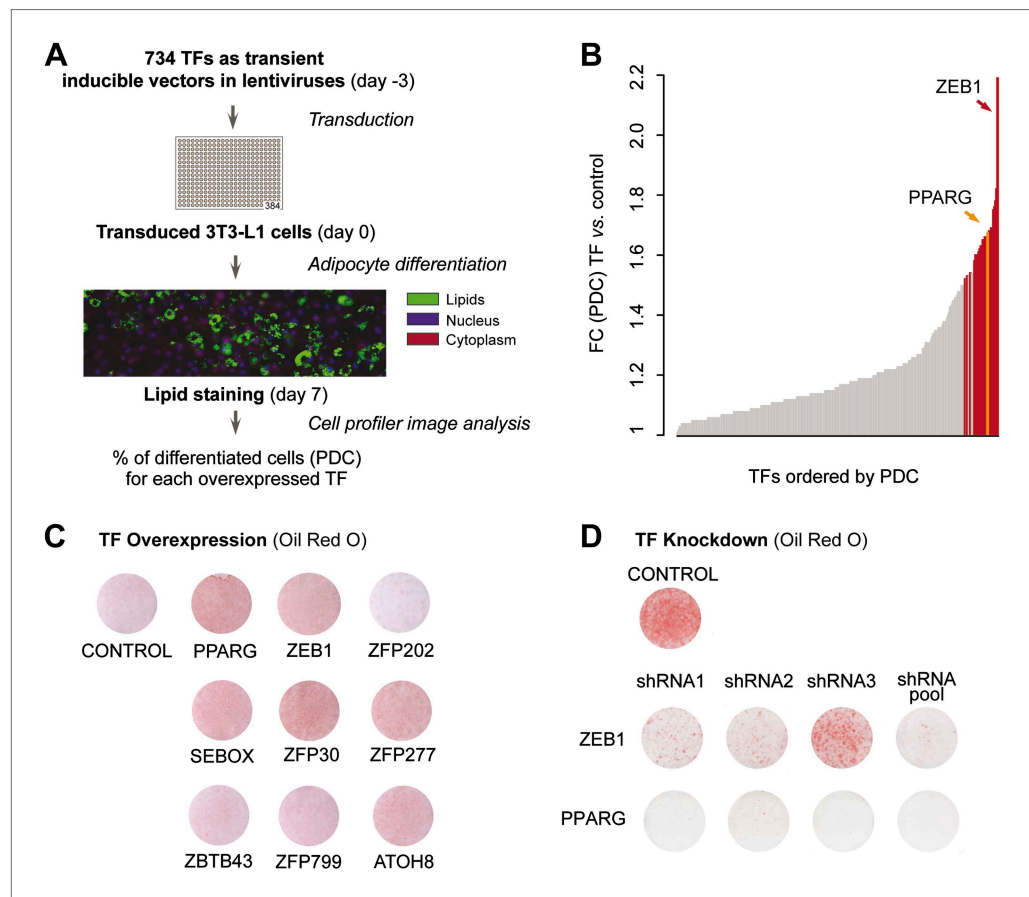 A
734 TFs as transient
inducible vectors in lentiviruses (day -3)
Transduction
384
Transduced 3T3-L1 cells (day 0)
Adipocyte differentiation
Lipids
Nucleus
Cytoplasm
Lipid staining (day 7)
Cell profiler image analysis
% of differentiated cells (PDC)
for each overexpressed TF
B
FC (PDC) TF vs. control
2.2
2.0
1.8
1.6
1.4
1.2
1
ZEB1
PPARG
TFs ordered by PDC
C TF Overexpression (Oil Red O)
CONTROL PPARG ZEB1 ZFP202
SEBOX ZFP30 ZFP277
ZBTB43 ZFP799 ATOH8
D TF Knockdown (Oil Red O)
CONTROL
shRNA1 shRNA2 shRNA3 shRNA
pool
ZEB1
PPARG